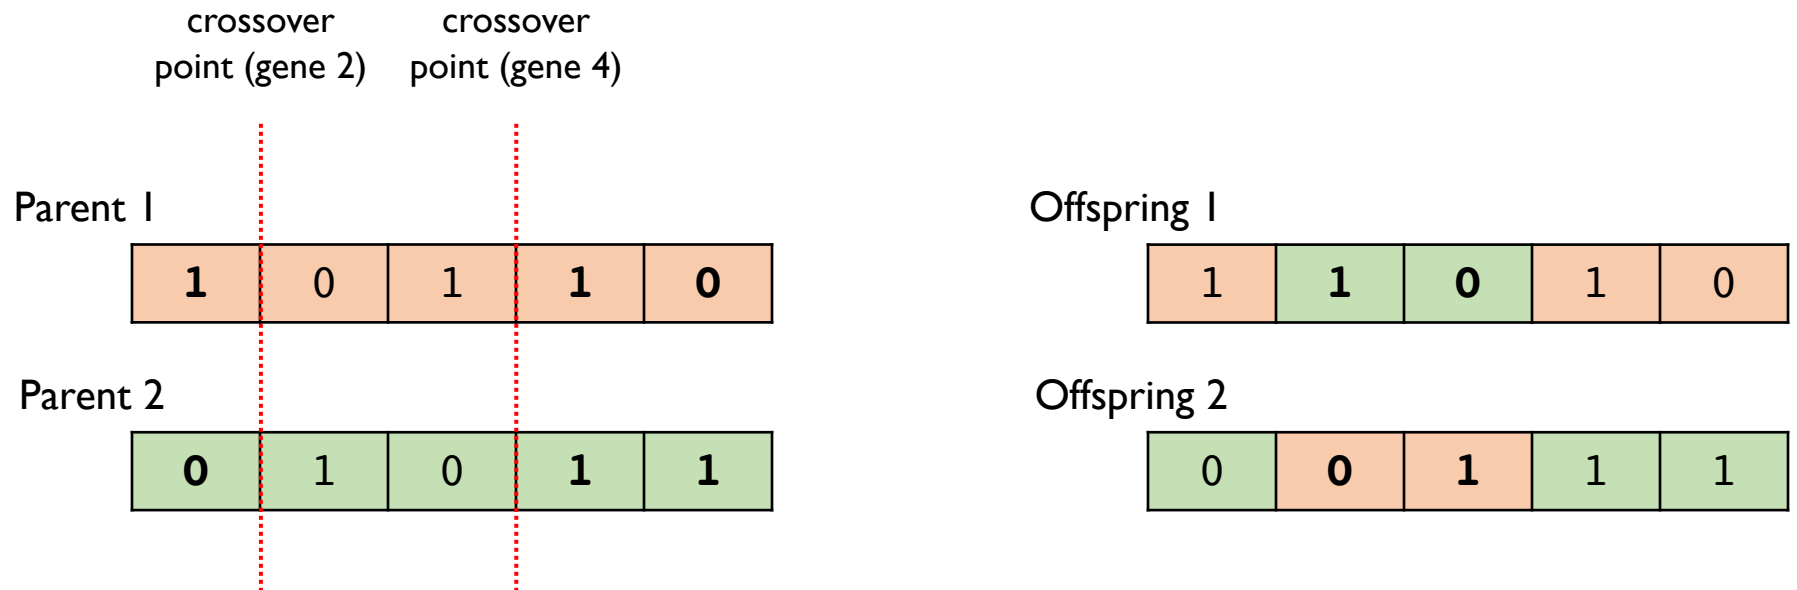 crossover
point (gene 2)
crossover
point (gene 4)
Parent 1
1 0 1 1 0
Parent 2
0 1 0 1 1
Offspring 1
1 1 0 1 0
Offspring 2
0 0 1 1 1